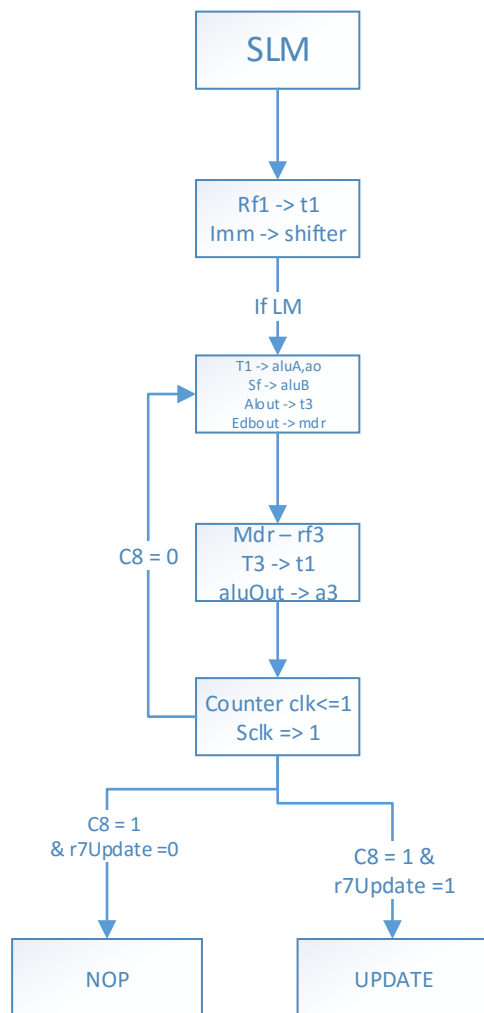 SLM
Rf1 -> t1
Imm -> shifter
If LM
T1 -> aluA,ao
Sf -> aluB
Alout -> t3
Edbout -> mdr
C8 = 0
Mdr – rf3
T3 -> t1
aluOut -> a3
Counter clk<=1
Sclk => 1
C8 = 1
& r7Update =0
C8 = 1 &
r7Update =1
NOP
UPDATE